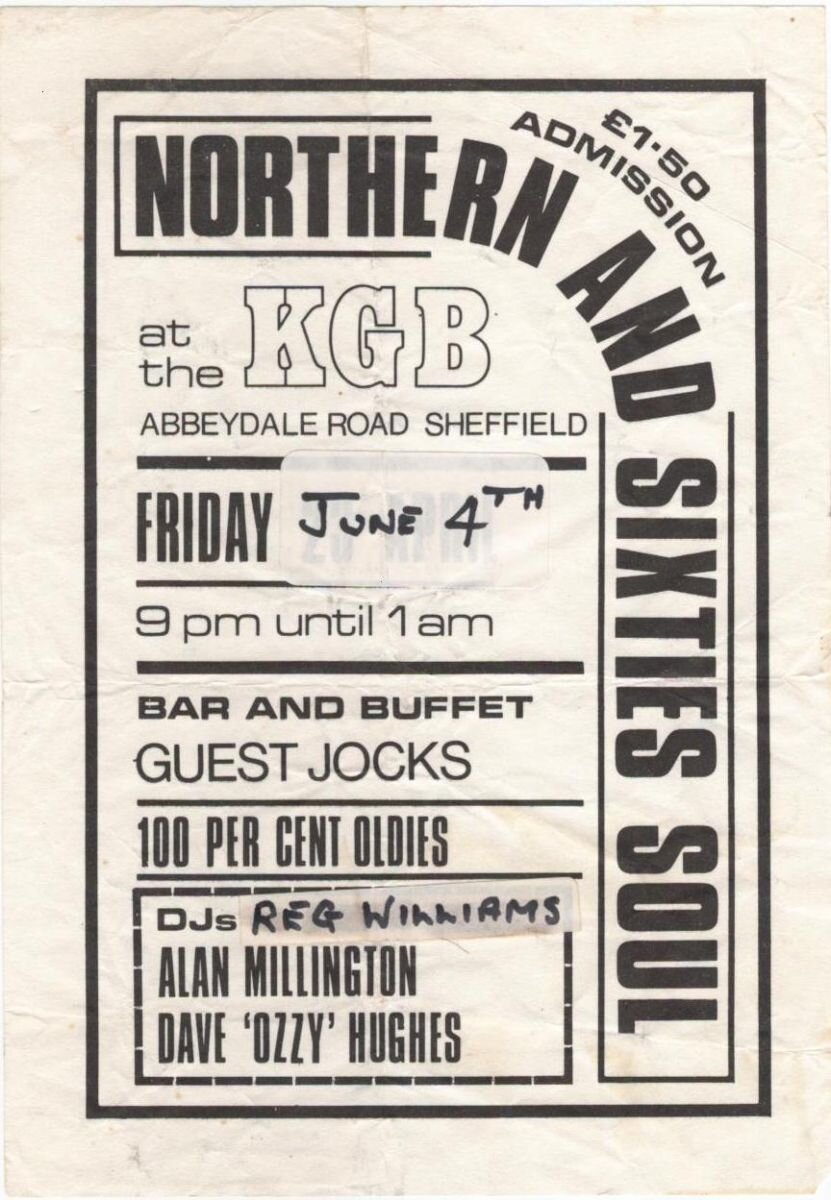 NORTHERN AND SIXTIES SOUL
£1·50
ADMISSION
at
the KGB
ABBEYDALE ROAD SHEFFIELD
FRIDAY JUNE 4TH
9 pm until 1 am
BAR AND BUFFET
GUEST JOCKS
100 PER CENT OLDIES
DJs REG WILLIAMS
ALAN MILLINGTON
DAVE 'OZZY' HUGHES